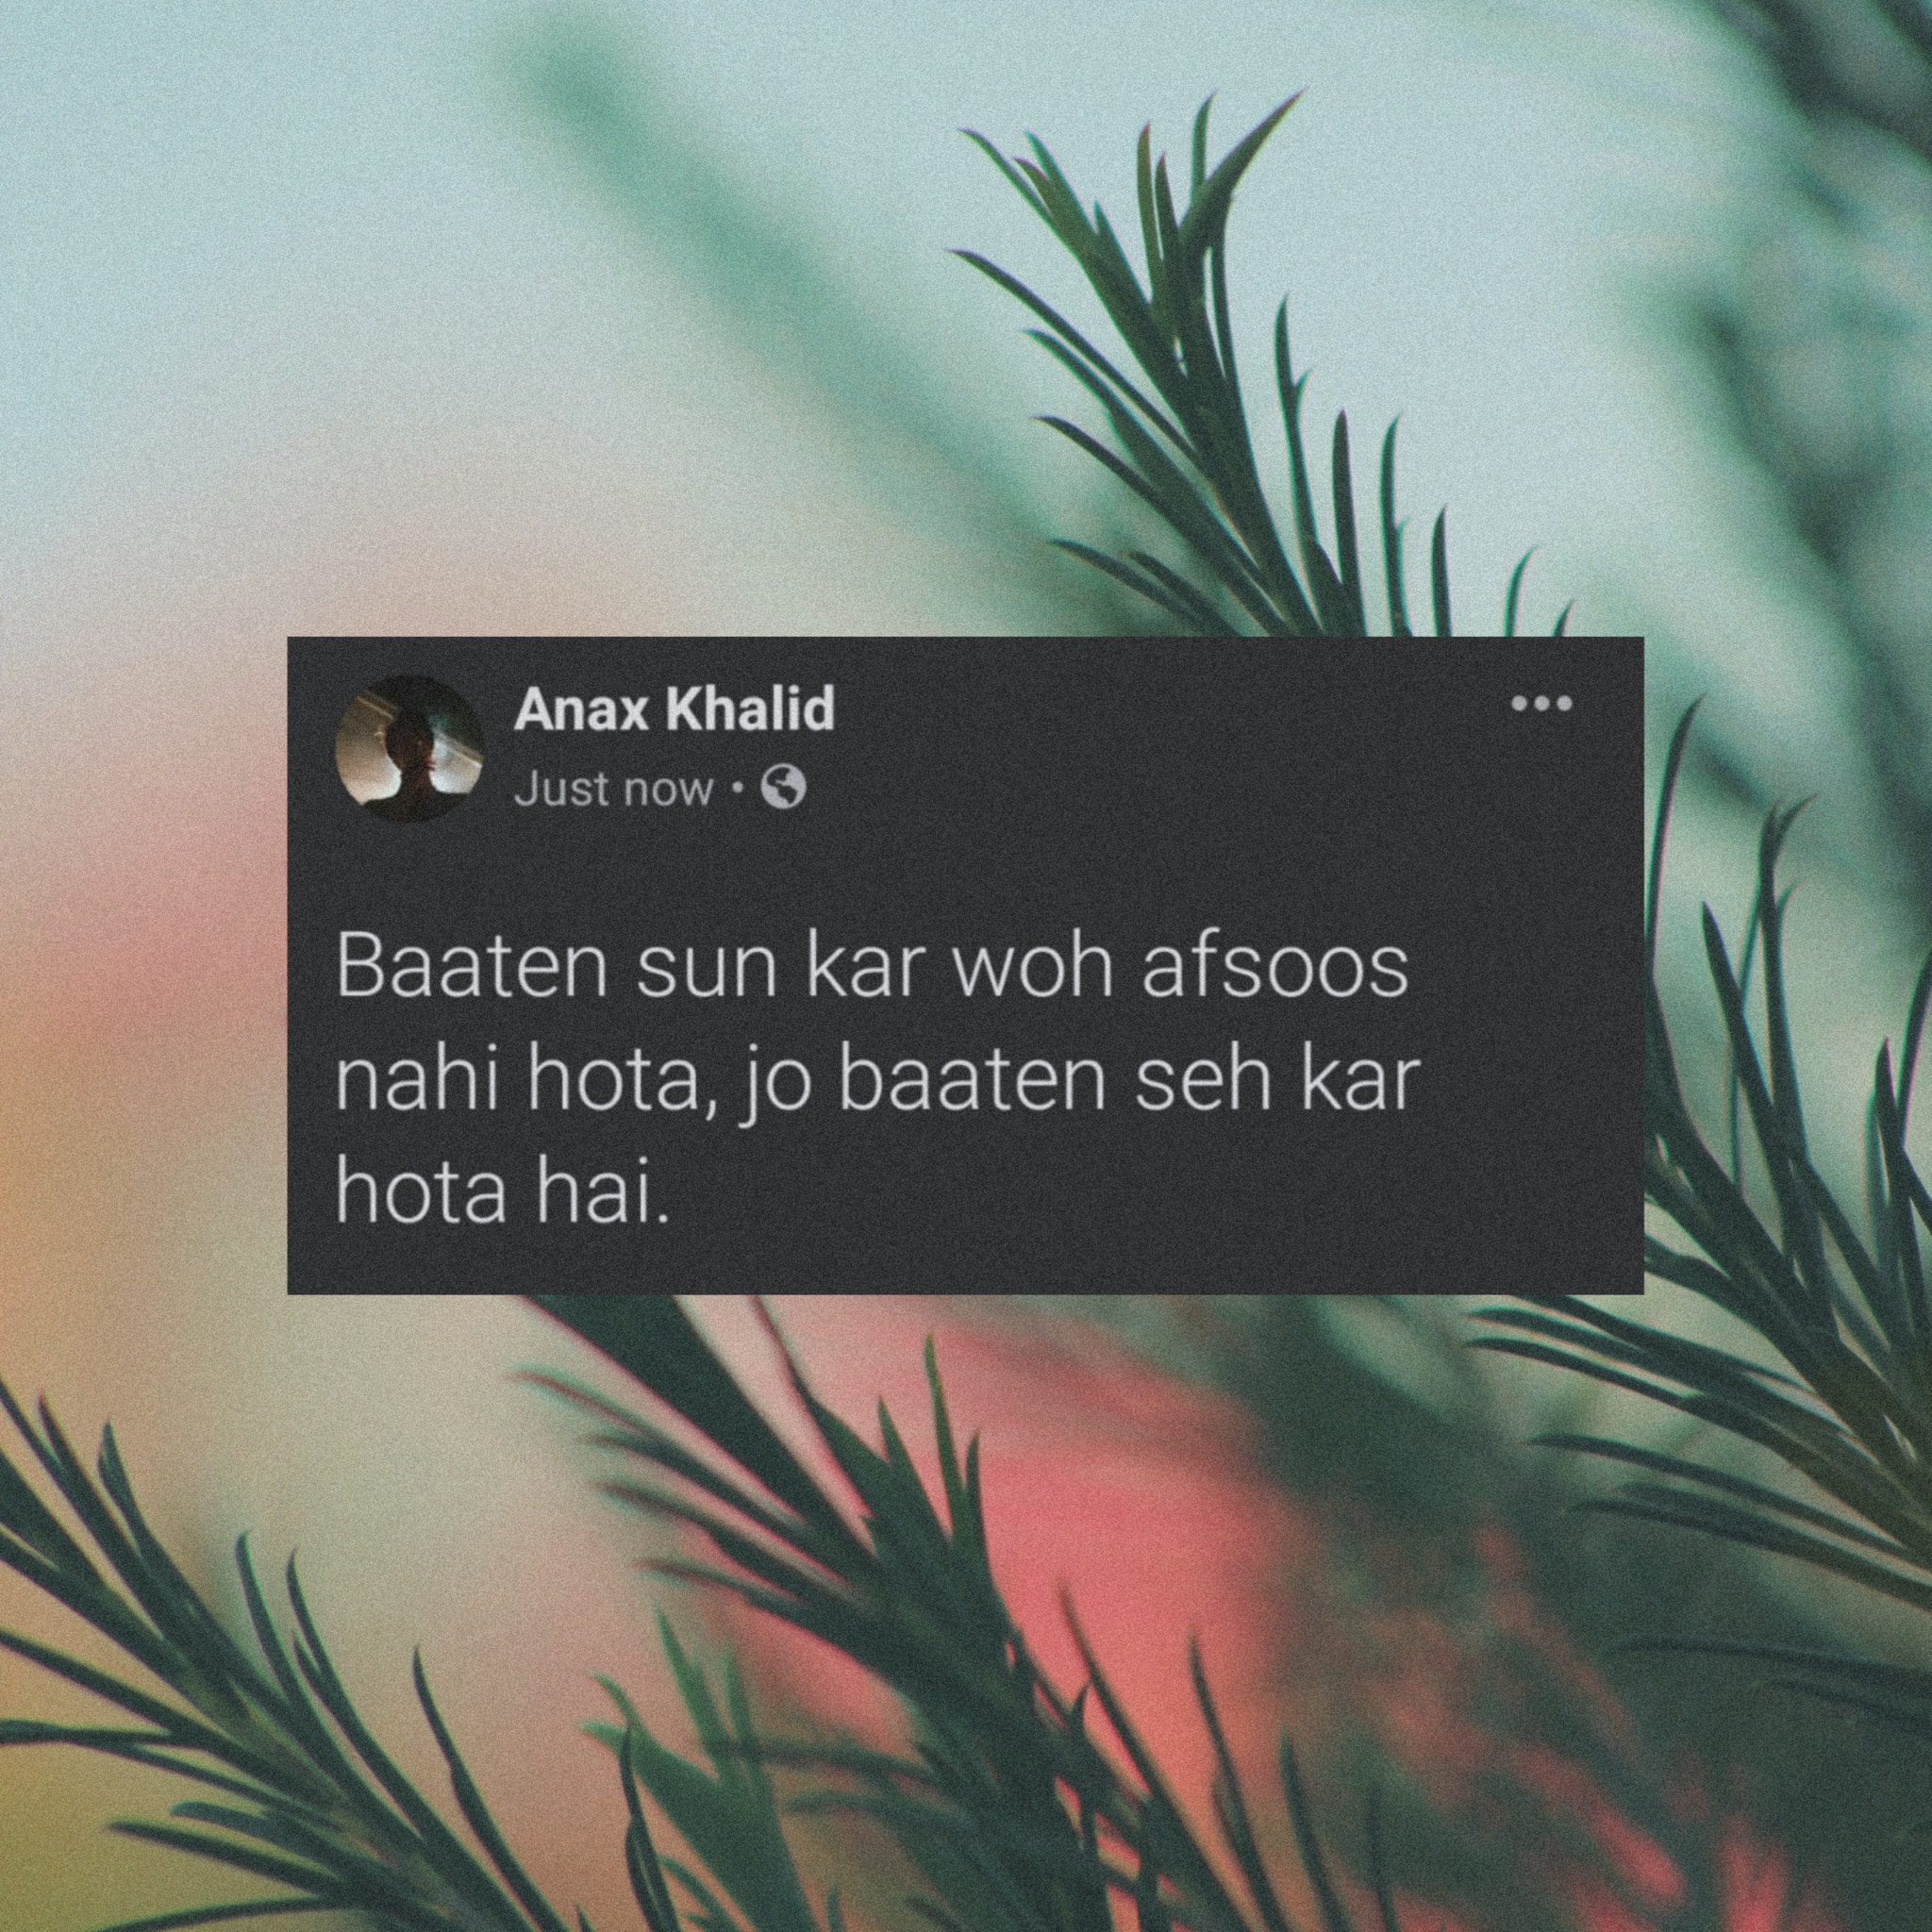 Anax Khalid
Just now •
Baaten sun kar woh afsoos
nahi hota, jo baaten seh kar
hota hai.